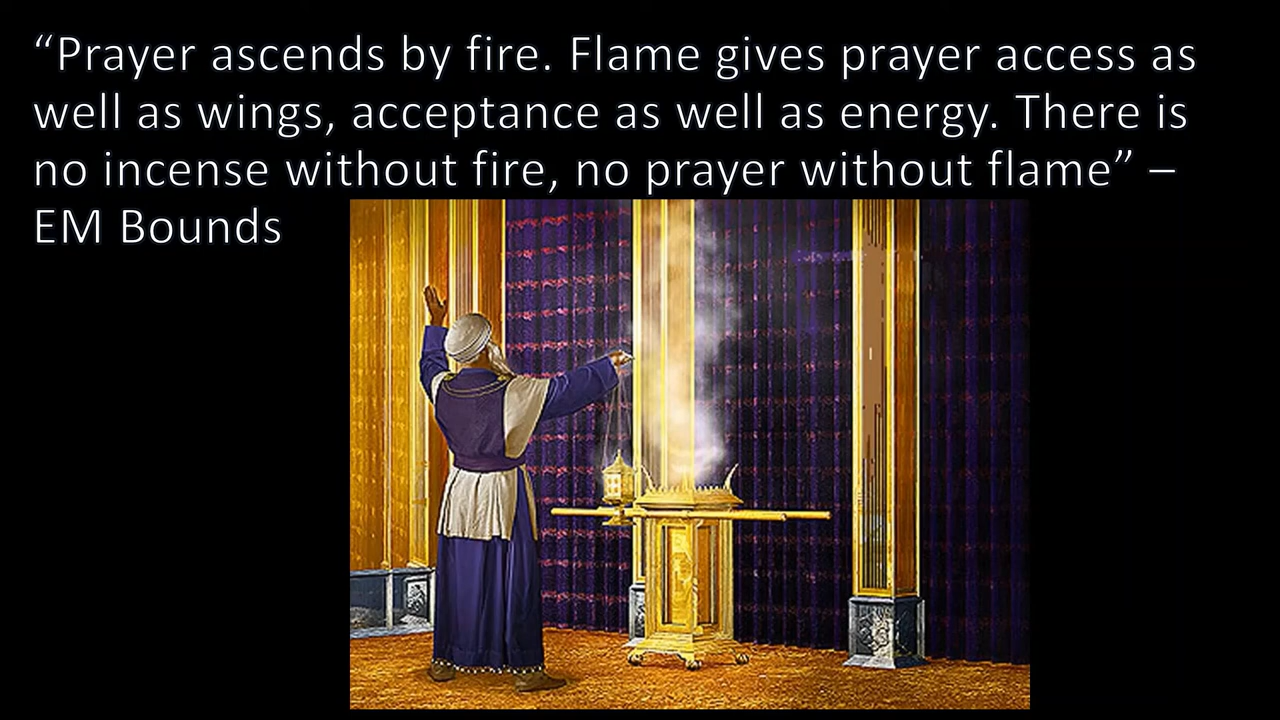 “Prayer ascends by fire. Flame gives prayer access as
well as wings, acceptance as well as energy. There is
no incense without fire, no prayer without flame” –
EM Bounds